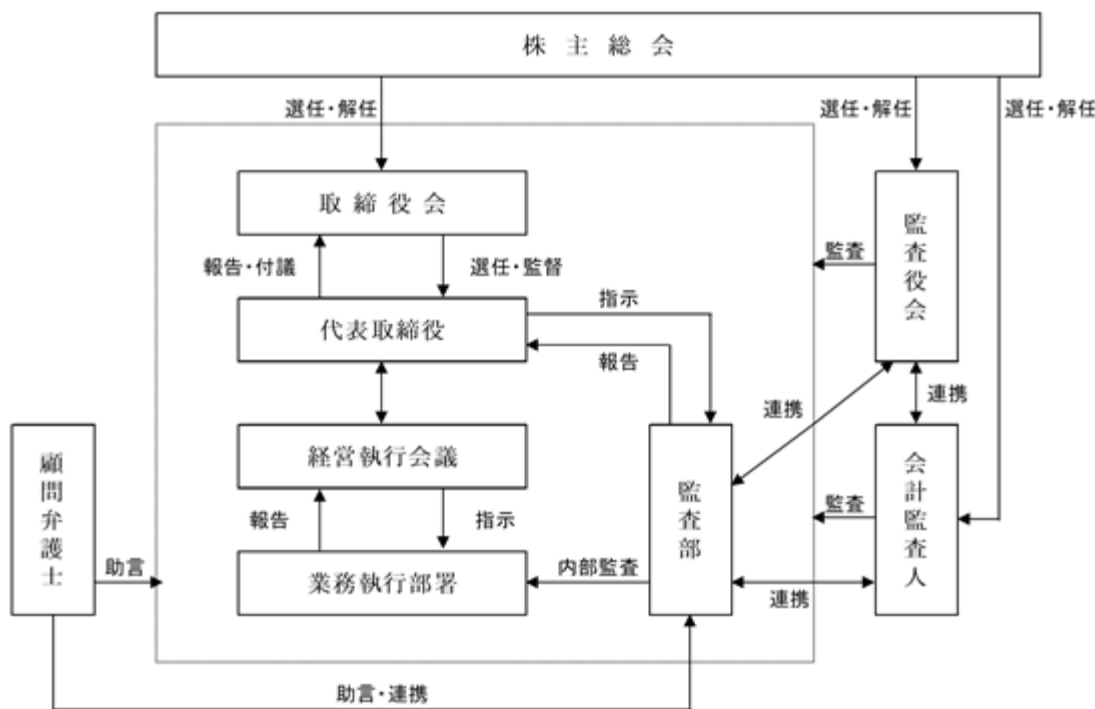 株主総会
選任・解任
選任・解任
選任・解任
取締役会
監査役会
報告・付議
選任・監督
監査
指示
代表取締役
報告
連携
連携
顧問弁護士
経営執行会議
監査部
会計監査人
報告
指示
監査
助言
業務執行部署
内部監査
連携
助言・連携